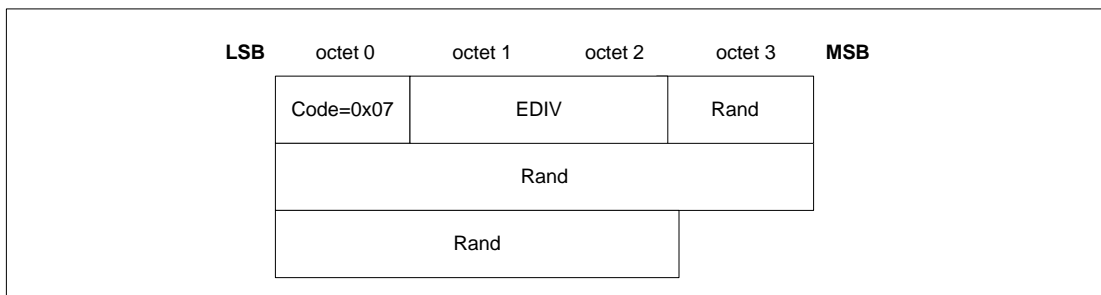 LSB octet 0 octet 1 octet 2 octet 3 MSB
Code=0x07 EDIV Rand
Rand
Rand